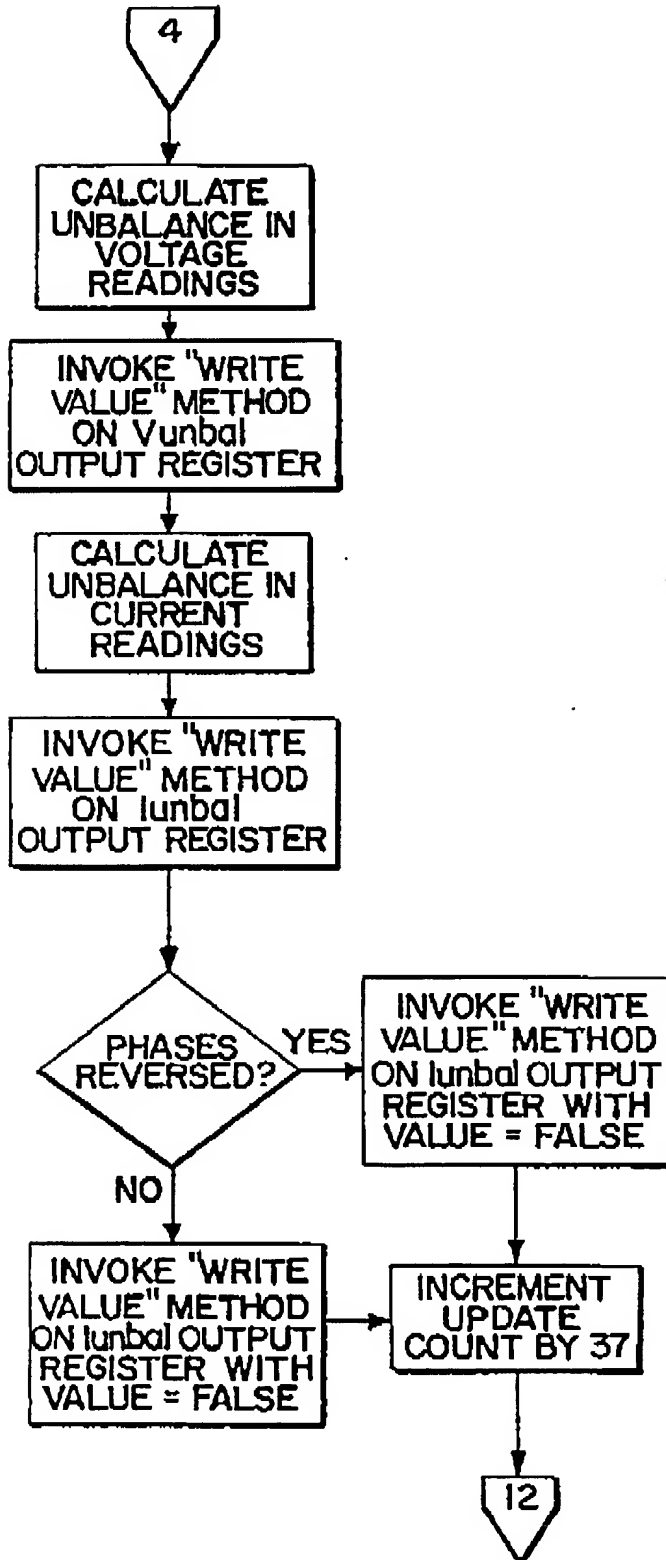 4
CALCULATE
UNBALANCE IN
VOLTAGE
READINGS
INVOKE "WRITE
VALUE" METHOD
ON Vunbal
OUTPUT REGISTER
CALCULATE
UNBALANCE IN
CURRENT
READINGS
INVOKE "WRITE
VALUE" METHOD
ON Iunbal
OUTPUT REGISTER
PHASES
REVERSED?
YES
INVOKE "WRITE
VALUE" METHOD
ON Iunbal OUTPUT
REGISTER WITH
VALUE = FALSE
NO
INVOKE "WRITE
VALUE" METHOD
ON Iunbal OUTPUT
REGISTER WITH
VALUE = FALSE
INCREMENT
UPDATE
COUNT BY 37
12